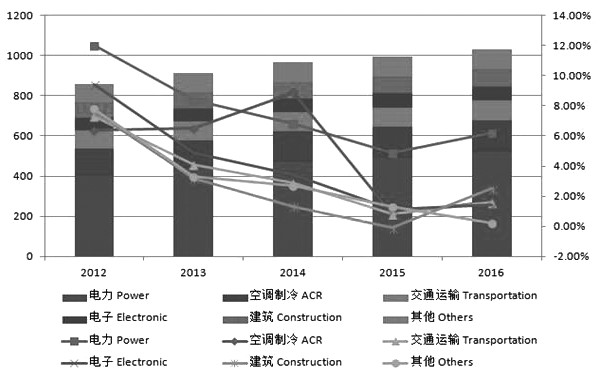 1200 14.00%
1000 12.00%
800 10.00%
600 8.00%
400 6.00%
200 4.00%
0 2.00%
0.00%
-2.00%
2012 2013 2014 2015 2016
电力 Power 空调制冷 ACR 交通运输 Transportation
电子 Electronic 建筑 Construction 其他 Others
电力 Power 空调制冷 ACR 交通运输 Transportation
电子 Electronic 建筑 Construction 其他 Others